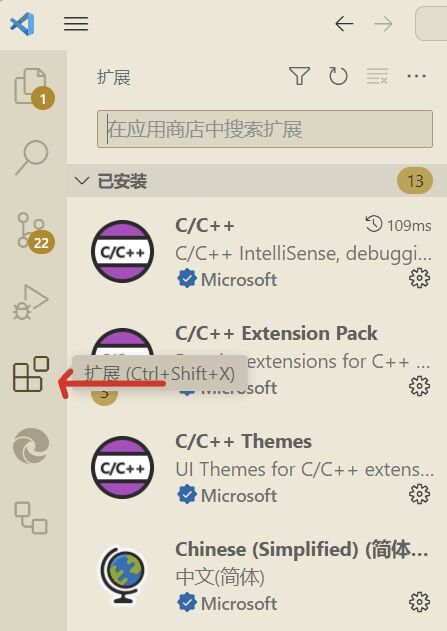 扩展
1
在应用商店中搜索扩展
已安装
13
C/C++
109ms
C/C++
C/C++ IntelliSense, debuggi...
22
Microsoft
C/C++ Extension Pack
extensions for C++ ...
扩展 (Ctrl+Shift+X)
Microsoft
3
C/C++ Themes
C/C++
UI Themes for C/C++ extens...
Microsoft
Chinese (Simplified) (简体...
中文(简体)
Microsoft